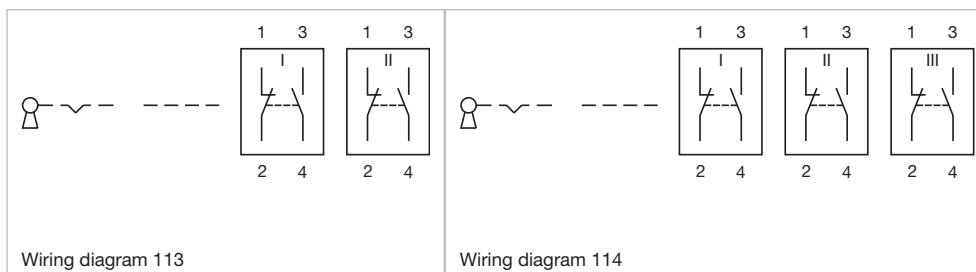 1 3 1 3
I II
2 4 2 4
Wiring diagram 113
1 3 1 3 1 3
I II III
2 4 2 4 2 4
Wiring diagram 114